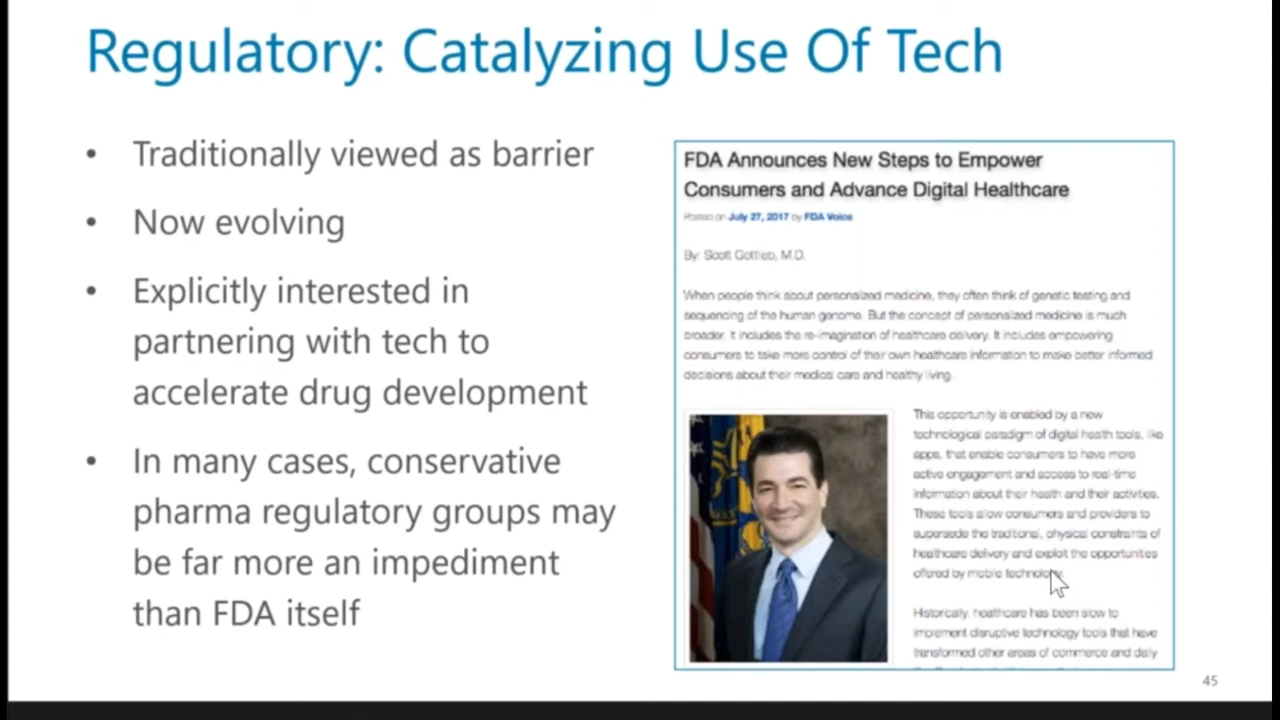 Regulatory: Catalyzing Use Of Tech
• Traditionally viewed as barrier
• Now evolving
• Explicitly interested in
partnering with tech to
accelerate drug development
• In many cases, conservative
pharma regulatory groups may
be far more an impediment
than FDA itself
FDA Announces New Steps to Empower
Consumers and Advance Digital Healthcare
Posted on July 27, 2017 by FDA Voice
By: Scott Gottlieb, M.D.
When people think about personalized medicine, they often think of genetic testing and
sequencing of the human genome. But the concept of personalized medicine is much
broader. It includes the re-imagination of healthcare delivery. It includes empowering
consumers to take more control of their own healthcare information to make better informed
decisions about their medical care and healthy living.
This opportunity is enabled by a new
technological paradigm of digital health tools, like
apps, that enable consumers to have more
active engagement and access to real-time
information about their health and their activities.
These tools allow consumers and providers to
supersede the traditional, physical constraints of
healthcare delivery and exploit the opportunities
offered by mobile technology.
Historically, healthcare has been slow to
implement disruptive technology tools that have
transformed other areas of commerce and daily
45